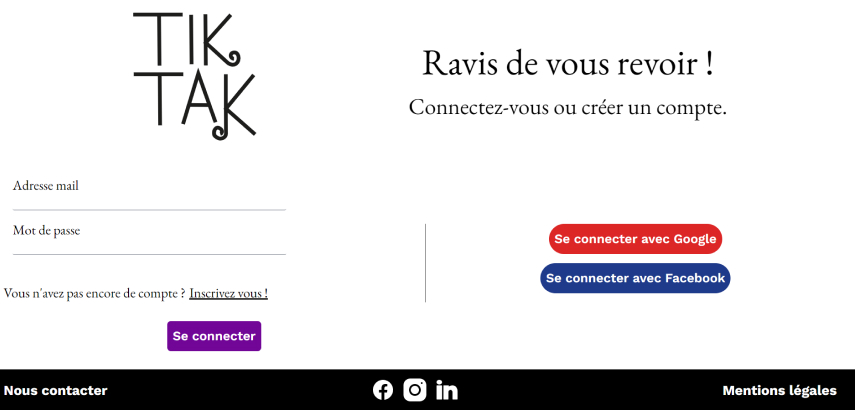 TIK
TAK
Ravis de vous revoir !
Connectez-vous ou créer un compte.
Adresse mail
Mot de passe
Vous n'avez pas encore de compte ? Inscrivez vous !
Se connecter
Se connecter avec Google
Se connecter avec Facebook
Nous contacter
in
Mentions légales